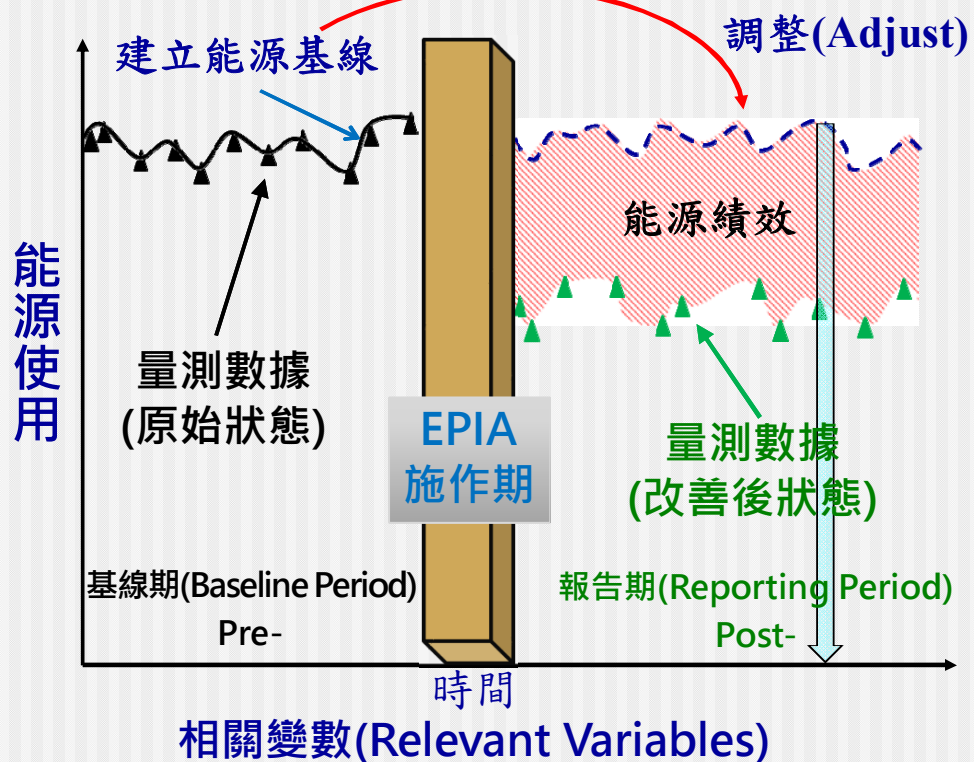 調整(Adjust)
建立能源基線
能源績效
能源使用
量測數據
(原始狀態)
EPIA
施作期
量測數據
(改善後狀態)
基線期(Baseline Period)
Pre-
報告期(Reporting Period)
Post-
時間
相關變數(Relevant Variables)